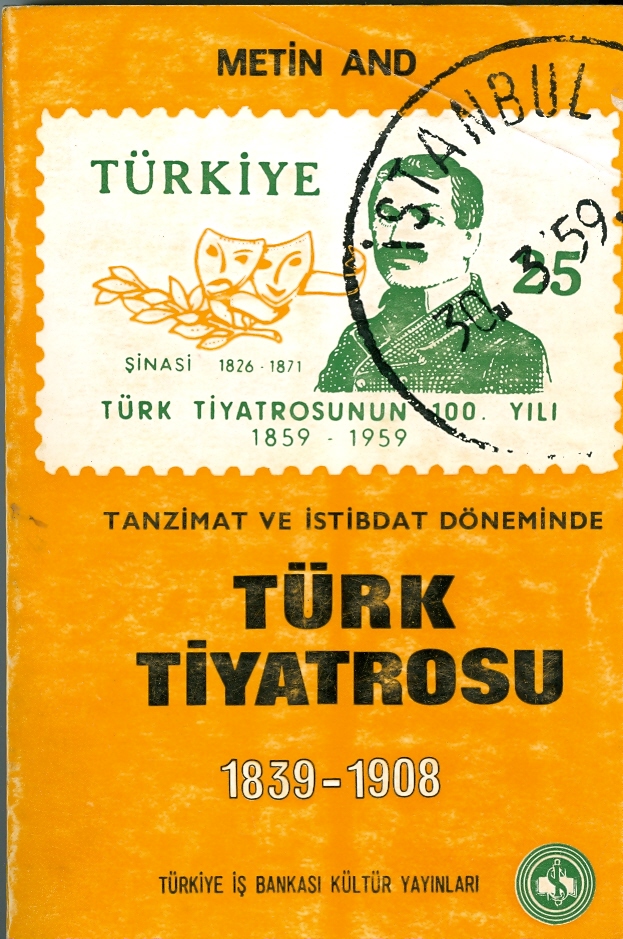 METİN AND
İSTANBUL
30.3.'59.
TÜRKİYE
25
ŞİNASİ 1826-1871
TÜRK TİYATROSUNUN 100. YILI
1859 - 1959
TANZİMAT VE İSTİBDAT DÖNEMİNDE
TÜRK
TİYATROSU
1839-1908
TÜRKİYE İŞ BANKASI KÜLTÜR YAYINLARI